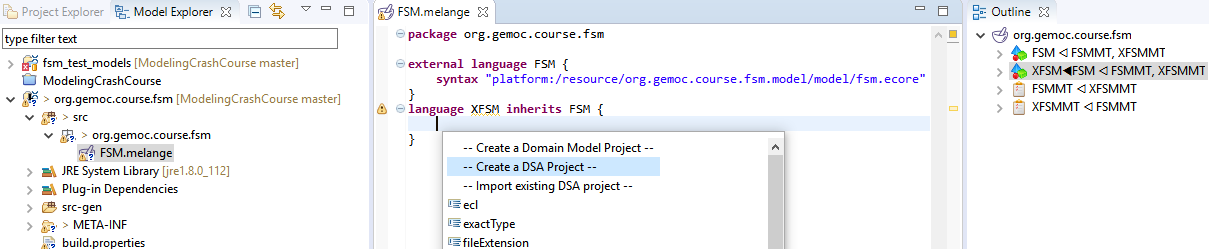 Project Explorer
Model Explorer
type filter text
fsm_test_models [ModelingCrashCourse master]
ModelingCrashCourse
> org.gemoc.course.fsm [ModelingCrashCourse master]
> src
> org.gemoc.course.fsm
FSM.melange
JRE System Library [jre1.8.0_112]
Plug-in Dependencies
src-gen
> META-INF
build.properties
FSM.melange
package org.gemoc.course.fsm
external language FSM {
syntax "platform:/resource/org.gemoc.course.fsm.model/model/fsm.ecore"
}
language XFSM inherits FSM {
}
-- Create a Domain Model Project --
-- Create a DSA Project --
-- Import existing DSA project --
ecl
exactType
fileExtension
Outline
org.gemoc.course.fsm
FSM ◁ FSMMT, XFSMMT
XFSM◀FSM ◁ FSMMT, XFSMMT
FSMMT ◁ XFSMMT
XFSMMT ◁ FSMMT